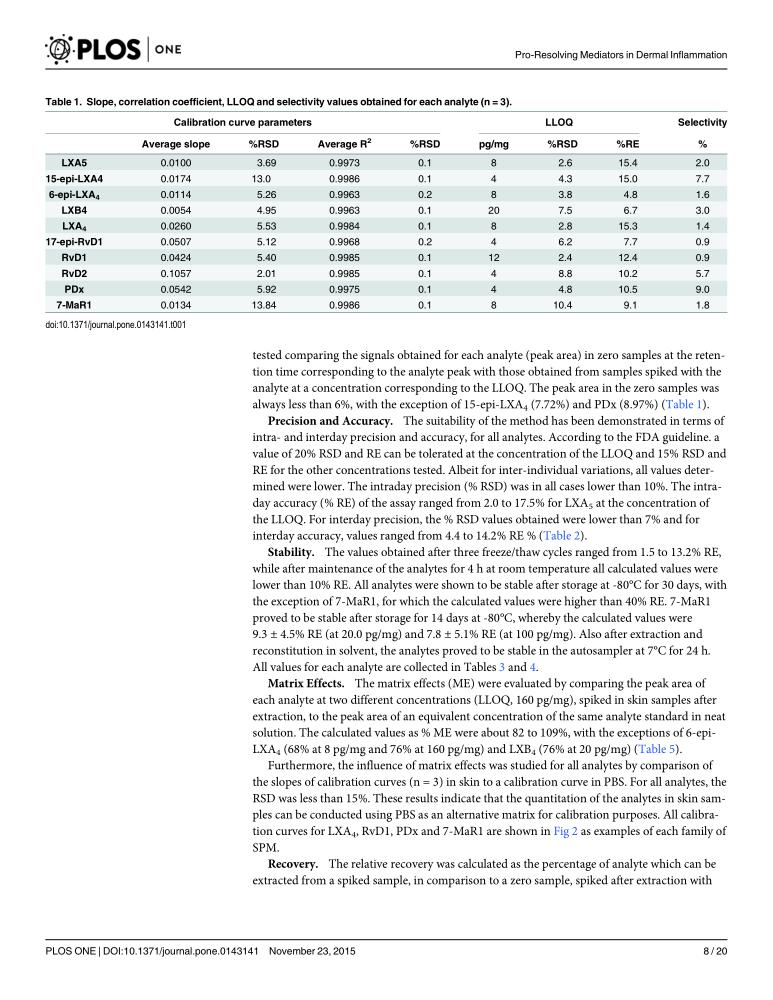 PLOS ONE
Pro-Resolving Mediators in Dermal Inflammation
Table 1. Slope, correlation coefficient, LLOQ and selectivity values obtained for each analyte (n = 3).
Calibration curve parameters LLOQ Selectivity
Average slope %RSD Average R² %RSD pg/mg %RSD %RE %
LXA5 0.0100 3.69 0.9973 0.1 8 2.6 15.4 2.0
15-epi-LXA4 0.0174 13.0 0.9986 0.1 4 4.3 15.0 7.7
6-epi-LXA₄ 0.0114 5.26 0.9963 0.2 8 3.8 4.8 1.6
LXB4 0.0054 4.95 0.9963 0.1 20 7.5 6.7 3.0
LXA₄ 0.0260 5.53 0.9984 0.1 8 2.8 15.3 1.4
17-epi-RvD1 0.0507 5.12 0.9968 0.2 4 6.2 7.7 0.9
RvD1 0.0424 5.40 0.9985 0.1 12 2.4 12.4 0.9
RvD2 0.1057 2.01 0.9985 0.1 4 8.8 10.2 5.7
PDx 0.0542 5.92 0.9975 0.1 4 4.8 10.5 9.0
7-MaR1 0.0134 13.84 0.9986 0.1 8 10.4 9.1 1.8
doi:10.1371/journal.pone.0143141.t001
tested comparing the signals obtained for each analyte (peak area) in zero samples at the reten-
tion time corresponding to the analyte peak with those obtained from samples spiked with the
analyte at a concentration corresponding to the LLOQ. The peak area in the zero samples was
always less than 6%, with the exception of 15-epi-LXA₄ (7.72%) and PDx (8.97%) (Table 1).
Precision and Accuracy. The suitability of the method has been demonstrated in terms of
intra- and interday precision and accuracy, for all analytes. According to the FDA guideline. a
value of 20% RSD and RE can be tolerated at the concentration of the LLOQ and 15% RSD and
RE for the other concentrations tested. Albeit for inter-individual variations, all values deter-
mined were lower. The intraday precision (% RSD) was in all cases lower than 10%. The intra-
day accuracy (% RE) of the assay ranged from 2.0 to 17.5% for LXA₅ at the concentration of
the LLOQ. For interday precision, the % RSD values obtained were lower than 7% and for
interday accuracy, values ranged from 4.4 to 14.2% RE % (Table 2).
Stability. The values obtained after three freeze/thaw cycles ranged from 1.5 to 13.2% RE,
while after maintenance of the analytes for 4 h at room temperature all calculated values were
lower than 10% RE. All analytes were shown to be stable after storage at -80°C for 30 days, with
the exception of 7-MaR1, for which the calculated values were higher than 40% RE. 7-MaR1
proved to be stable after storage for 14 days at -80°C, whereby the calculated values were
9.3 ± 4.5% RE (at 20.0 pg/mg) and 7.8 ± 5.1% RE (at 100 pg/mg). Also after extraction and
reconstitution in solvent, the analytes proved to be stable in the autosampler at 7°C for 24 h.
All values for each analyte are collected in Tables 3 and 4.
Matrix Effects. The matrix effects (ME) were evaluated by comparing the peak area of
each analyte at two different concentrations (LLOQ, 160 pg/mg), spiked in skin samples after
extraction, to the peak area of an equivalent concentration of the same analyte standard in neat
solution. The calculated values as % ME were about 82 to 109%, with the exceptions of 6-epi-
LXA₄ (68% at 8 pg/mg and 76% at 160 pg/mg) and LXB₄ (76% at 20 pg/mg) (Table 5).
Furthermore, the influence of matrix effects was studied for all analytes by comparison of
the slopes of calibration curves (n = 3) in skin to a calibration curve in PBS. For all analytes, the
RSD was less than 15%. These results indicate that the quantitation of the analytes in skin sam-
ples can be conducted using PBS as an alternative matrix for calibration purposes. All calibra-
tion curves for LXA₄, RvD1, PDx and 7-MaR1 are shown in Fig 2 as examples of each family of
SPM.
Recovery. The relative recovery was calculated as the percentage of analyte which can be
extracted from a spiked sample, in comparison to a zero sample, spiked after extraction with
PLOS ONE | DOI:10.1371/journal.pone.0143141 November 23, 2015 8 / 20